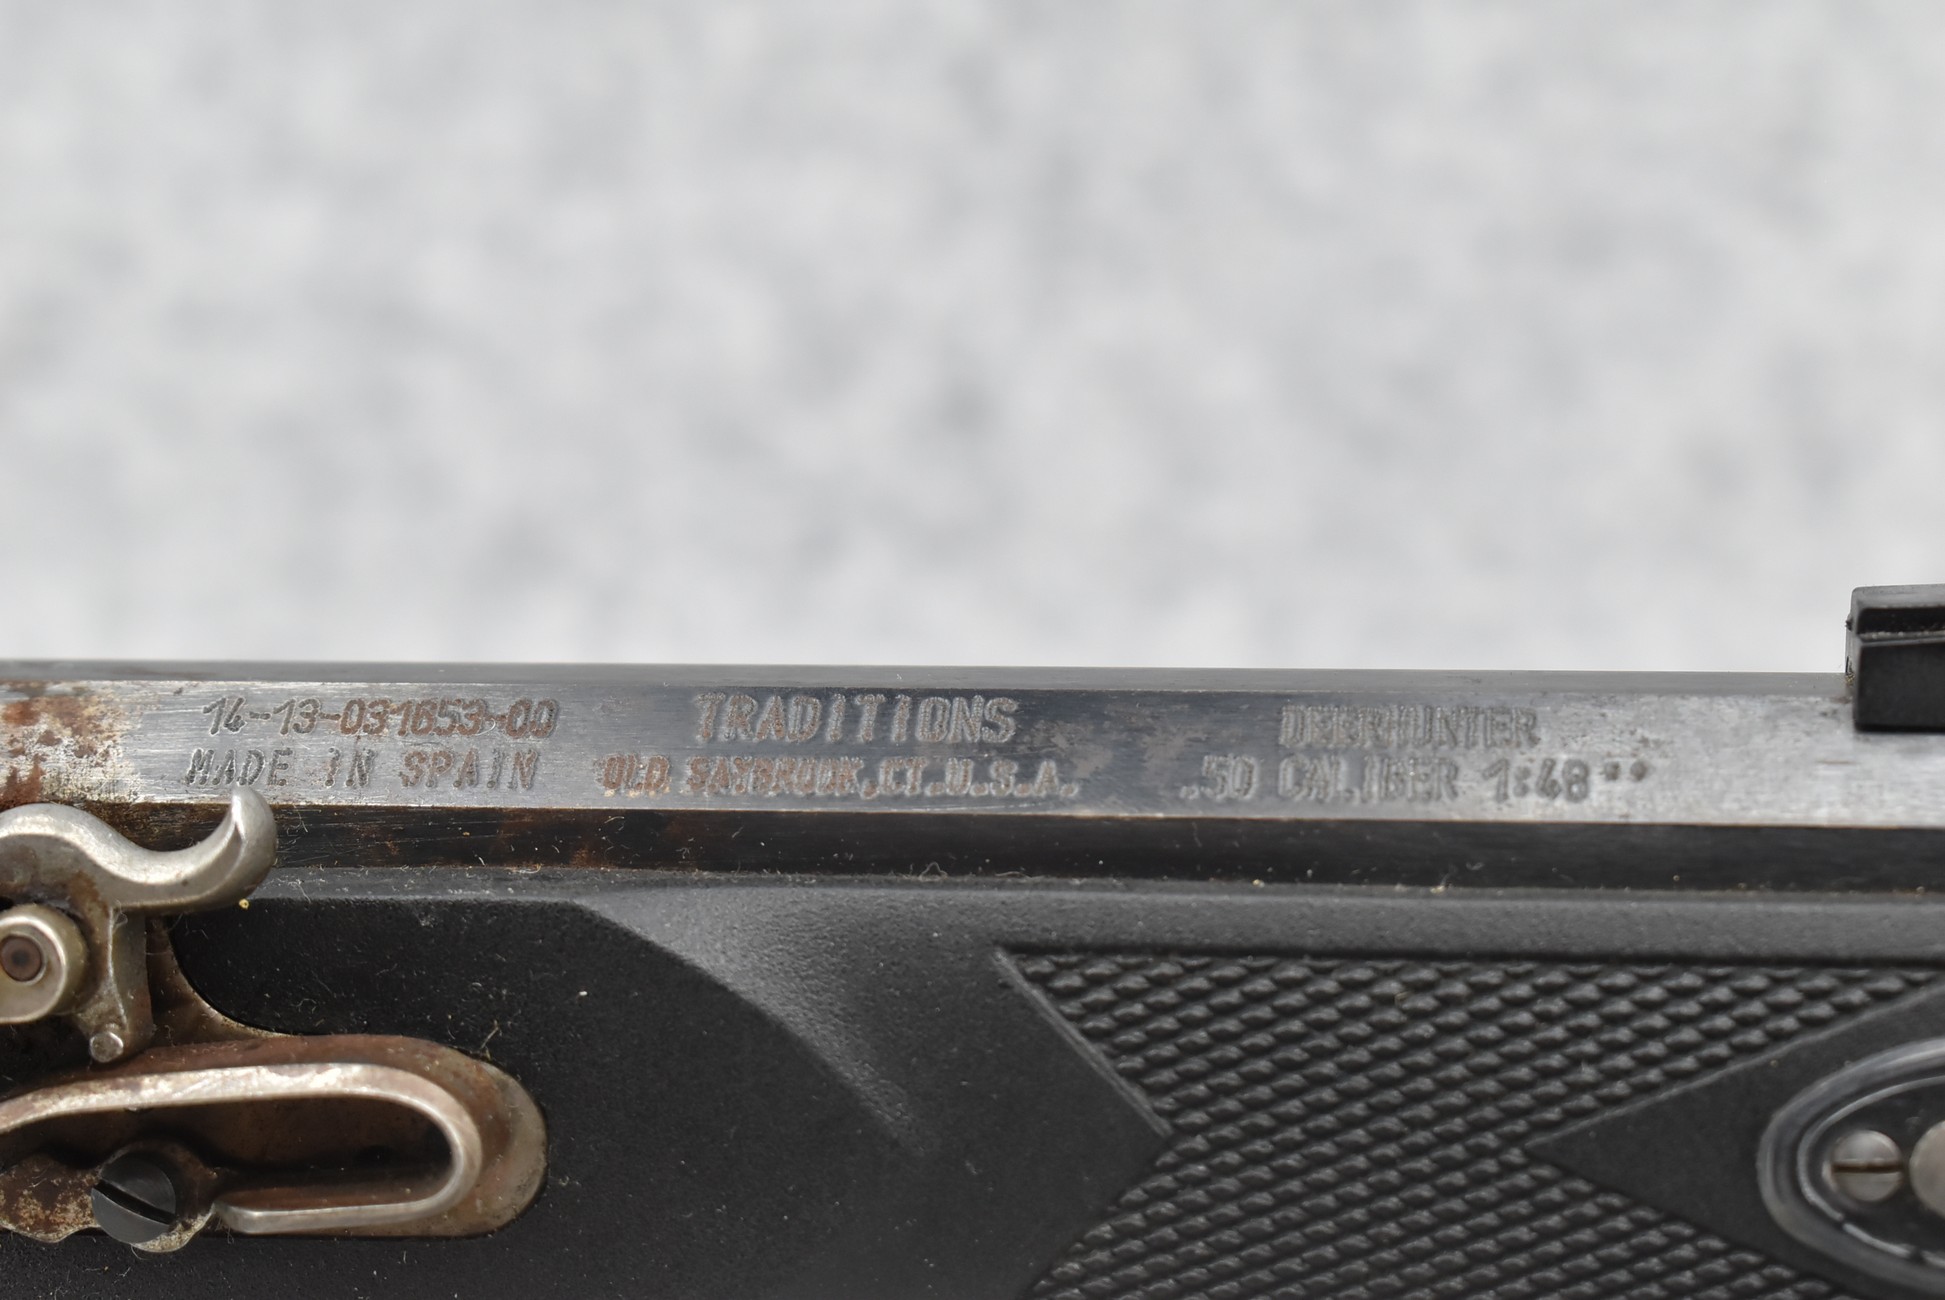 14-13-031653-00
MADE IN SPAIN
TRADITIONS
OLD SAYBROOK,CT.U.S.A.
DEERHUNTER
.50 CALIBER 1:48"